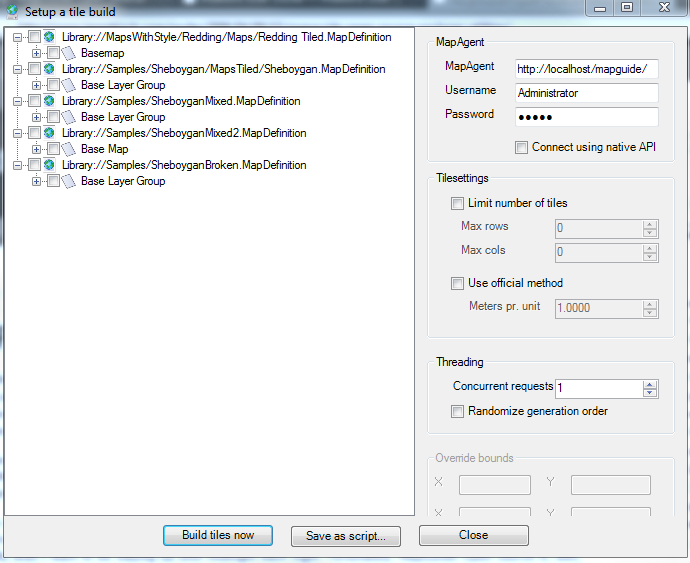 Setup a tile build
Library://MapsWithStyle/Redding/Maps/Redding Tiled.MapDefinition
Basemap
Library://Samples/Sheboygan/MapsTiled/Sheboygan.MapDefinition
Base Layer Group
Library://Samples/SheboyganMixed.MapDefinition
Base Layer Group
Library://Samples/SheboyganMixed2.MapDefinition
Base Map
Library://Samples/SheboyganBroken.MapDefinition
Base Layer Group
MapAgent
MapAgent http://localhost/mapguide/
Username Administrator
Password ●●●●●
Connect using native API
Tilesettings
Limit number of tiles
Max rows 0
Max cols 0
Use official method
Meters pr. unit 1.0000
Threading
Concurrent requests 1
Randomize generation order
Override bounds
X Y
X Y
Build tiles now Save as script... Close